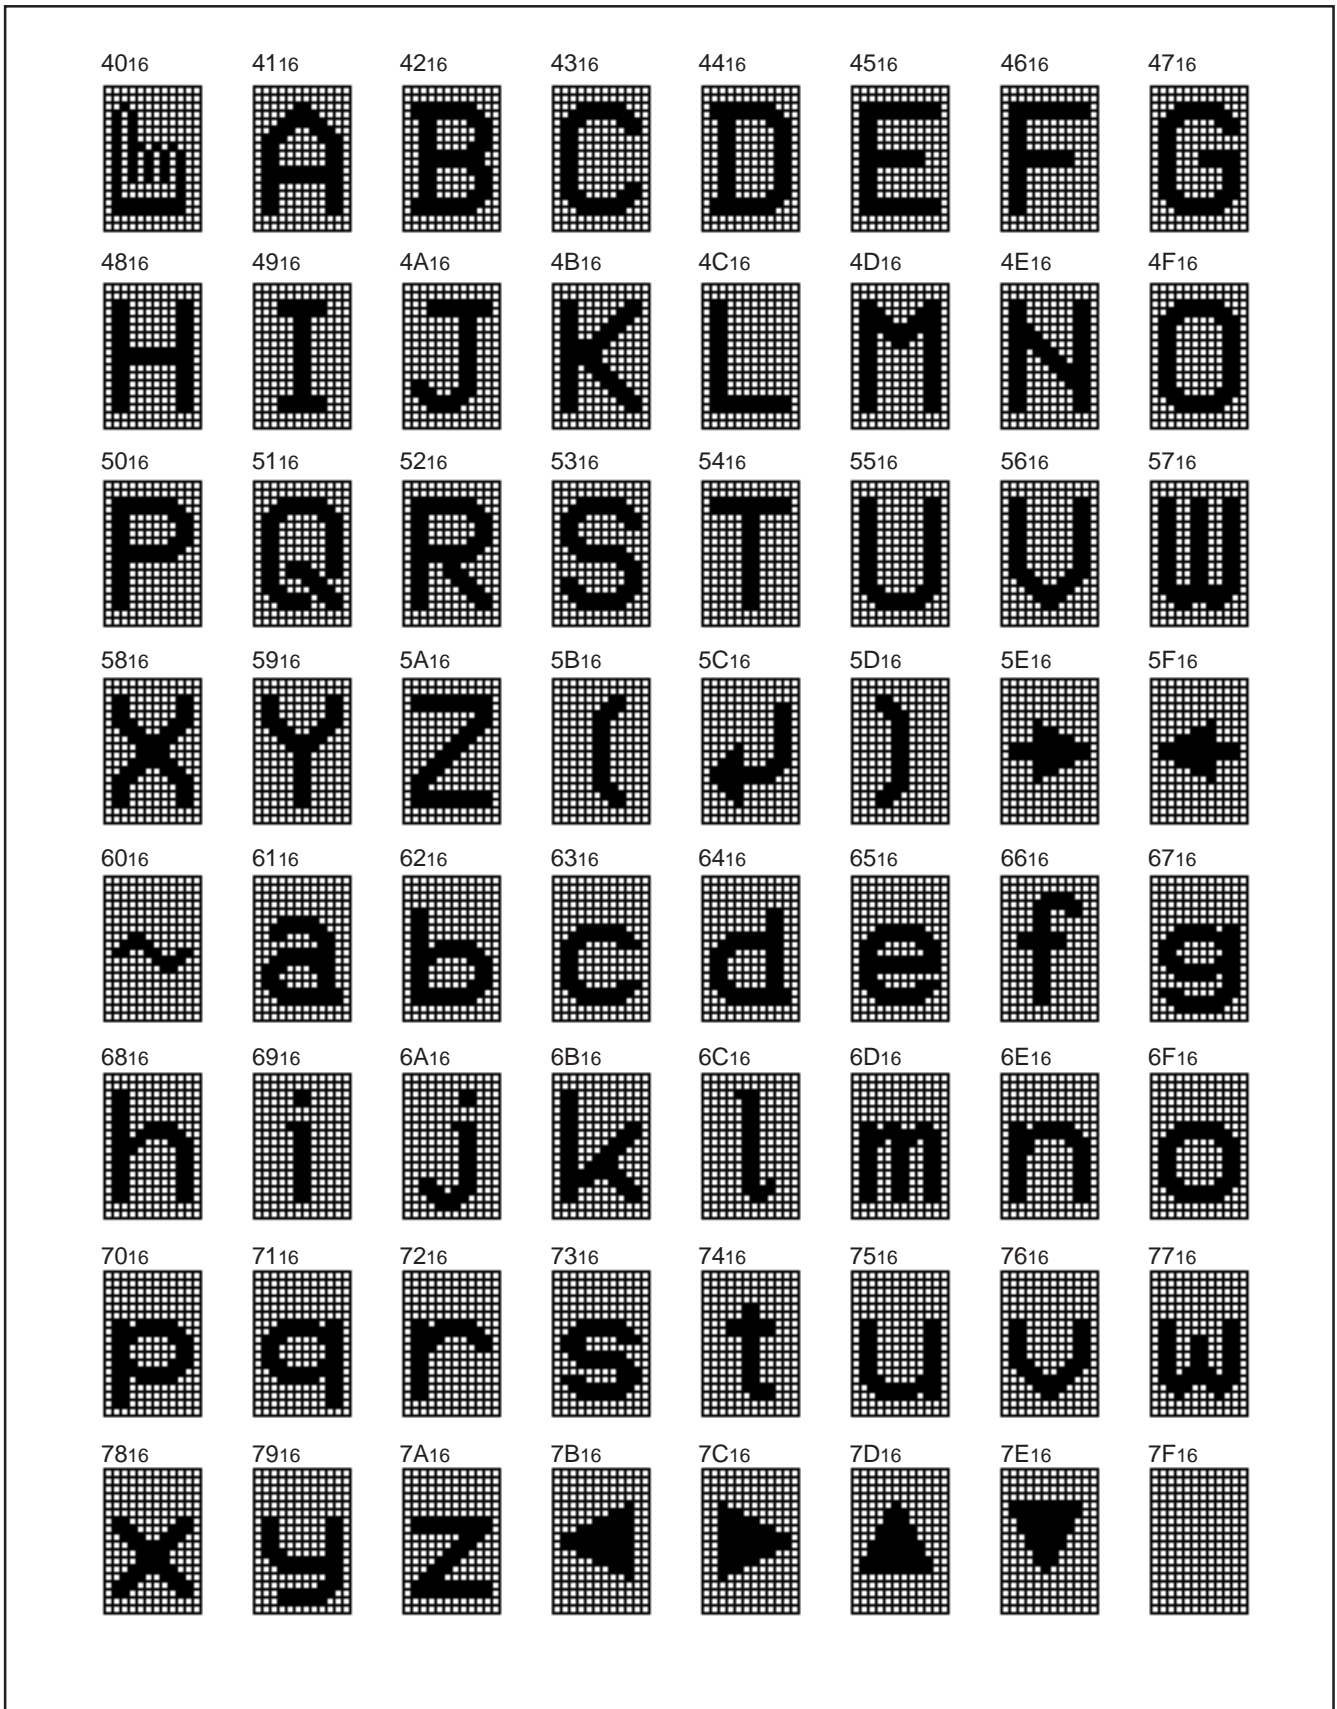 40₁₆ 41₁₆ 42₁₆ 43₁₆ 44₁₆ 45₁₆ 46₁₆ 47₁₆
A B C D E F G
48₁₆ 49₁₆ 4A₁₆ 4B₁₆ 4C₁₆ 4D₁₆ 4E₁₆ 4F₁₆
H I J K L M N O
50₁₆ 51₁₆ 52₁₆ 53₁₆ 54₁₆ 55₁₆ 56₁₆ 57₁₆
P Q R S T U V W
58₁₆ 59₁₆ 5A₁₆ 5B₁₆ 5C₁₆ 5D₁₆ 5E₁₆ 5F₁₆
X Y Z ( ↲ ) → ←
60₁₆ 61₁₆ 62₁₆ 63₁₆ 64₁₆ 65₁₆ 66₁₆ 67₁₆
~ a b c d e f g
68₁₆ 69₁₆ 6A₁₆ 6B₁₆ 6C₁₆ 6D₁₆ 6E₁₆ 6F₁₆
h i j k l m n o
70₁₆ 71₁₆ 72₁₆ 73₁₆ 74₁₆ 75₁₆ 76₁₆ 77₁₆
p q r s t u v w
78₁₆ 79₁₆ 7A₁₆ 7B₁₆ 7C₁₆ 7D₁₆ 7E₁₆ 7F₁₆
x y z ◀ ▶ ▲ ▼